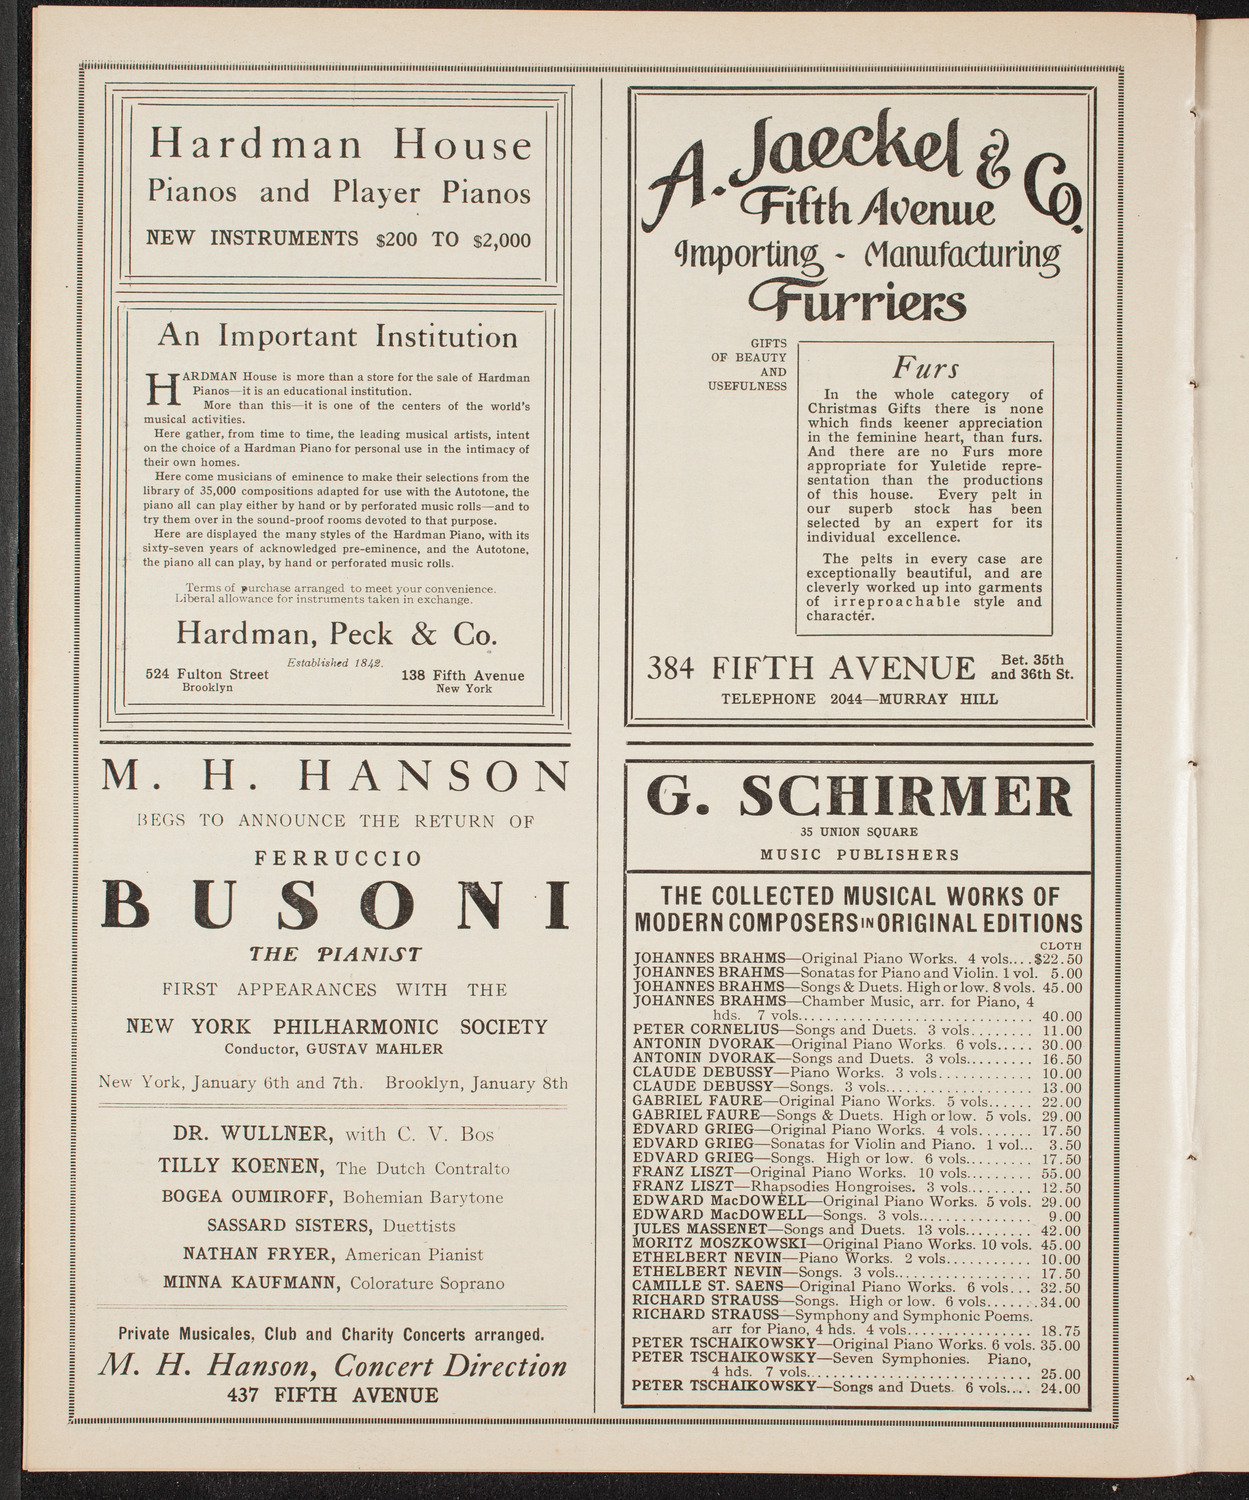 Hardman House
Pianos and Player Pianos
NEW INSTRUMENTS $200 TO $2,000
An Important Institution
HARDMAN House is more than a store for the sale of Hardman
Pianos—it is an educational institution.
More than this—it is one of the centers of the world's
musical activities.
Here gather, from time to time, the leading musical artists, intent
on the choice of a Hardman Piano for personal use in the intimacy of
their own homes.
Here come musicians of eminence to make their selections from the
library of 35,000 compositions adapted for use with the Autotone, the
piano all can play either by hand or by perforated music rolls—and to
try them over in the sound-proof rooms devoted to that purpose.
Here are displayed the many styles of the Hardman Piano, with its
sixty-seven years of acknowledged pre-eminence, and the Autotone,
the piano all can play, by hand or perforated music rolls.
Terms of purchase arranged to meet your convenience.
Liberal allowance for instruments taken in exchange.
Hardman, Peck & Co.
Established 1842.
524 Fulton Street 138 Fifth Avenue
Brooklyn New York
M. H. HANSON
BEGS TO ANNOUNCE THE RETURN OF
FERRUCCIO
BUSONI
THE PIANIST
FIRST APPEARANCES WITH THE
NEW YORK PHILHARMONIC SOCIETY
Conductor, GUSTAV MAHLER
New York, January 6th and 7th. Brooklyn, January 8th
DR. WULLNER, with C. V. Bos
TILLY KOENEN, The Dutch Contralto
BOGEA OUMIROFF, Bohemian Barytone
SASSARD SISTERS, Duettists
NATHAN FRYER, American Pianist
MINNA KAUFMANN, Colorature Soprano
Private Musicales, Club and Charity Concerts arranged.
M. H. Hanson, Concert Direction
437 FIFTH AVENUE
A. Jaeckel & Co.
Fifth Avenue
Importing - Manufacturing
Furriers
GIFTS
OF BEAUTY
AND
USEFULNESS
Furs
In the whole category of
Christmas Gifts there is none
which finds keener appreciation
in the feminine heart, than furs.
And there are no Furs more
appropriate for Yuletide repre-
sentation than the productions
of this house. Every pelt in
our superb stock has been
selected by an expert for its
individual excellence.
The pelts in every case are
exceptionally beautiful, and are
cleverly worked up into garments
of irreproachable style and
character.
384 FIFTH AVENUE Bet. 35th
and 36th St.
TELEPHONE 2044—MURRAY HILL
G. SCHIRMER
35 UNION SQUARE
MUSIC PUBLISHERS
THE COLLECTED MUSICAL WORKS OF
MODERN COMPOSERS IN ORIGINAL EDITIONS
CLOTH
JOHANNES BRAHMS—Original Piano Works. 4 vols....$22.50
JOHANNES BRAHMS—Sonatas for Piano and Violin. 1 vol. 5.00
JOHANNES BRAHMS—Songs & Duets. High or low. 8 vols. 45.00
JOHANNES BRAHMS—Chamber Music, arr. for Piano, 4
hds. 7 vols............................ 40.00
PETER CORNELIUS—Songs and Duets. 3 vols........ 11.00
ANTONIN DVORAK—Original Piano Works. 6 vols..... 30.00
ANTONIN DVORAK—Songs and Duets. 3 vols......... 16.50
CLAUDE DEBUSSY—Piano Works. 3 vols............ 10.00
CLAUDE DEBUSSY—Songs. 3 vols.................. 13.00
GABRIEL FAURE—Original Piano Works. 5 vols...... 22.00
GABRIEL FAURE—Songs & Duets. High or low. 5 vols. 29.00
EDVARD GRIEG—Original Piano Works. 4 vols....... 17.50
EDVARD GRIEG—Sonatas for Violin and Piano. 1 vol... 3.50
EDVARD GRIEG—Songs. High or low. 6 vols......... 17.50
FRANZ LISZT—Original Piano Works. 10 vols........ 55.00
FRANZ LISZT—Rhapsodies Hongroises. 3 vols........ 12.50
EDWARD MacDOWELL—Original Piano Works. 5 vols. 29.00
EDWARD MacDOWELL—Songs. 3 vols.............. 9.00
JULES MASSENET—Songs and Duets. 13 vols......... 42.00
MORITZ MOSZKOWSKI—Original Piano Works. 10 vols. 45.00
ETHELBERT NEVIN—Piano Works. 2 vols........... 10.00
ETHELBERT NEVIN—Songs. 3 vols................. 17.50
CAMILLE ST. SAENS—Original Piano Works. 6 vols... 32.50
RICHARD STRAUSS—Songs. High or low. 6 vols.......34.00
RICHARD STRAUSS—Symphony and Symphonic Poems.
arr for Piano, 4 hds. 4 vols................ 18.75
PETER TSCHAIKOWSKY—Original Piano Works. 6 vols. 35.00
PETER TSCHAIKOWSKY—Seven Symphonies. Piano,
4 hds. 7 vols............................ 25.00
PETER TSCHAIKOWSKY—Songs and Duets. 6 vols.... 24.00